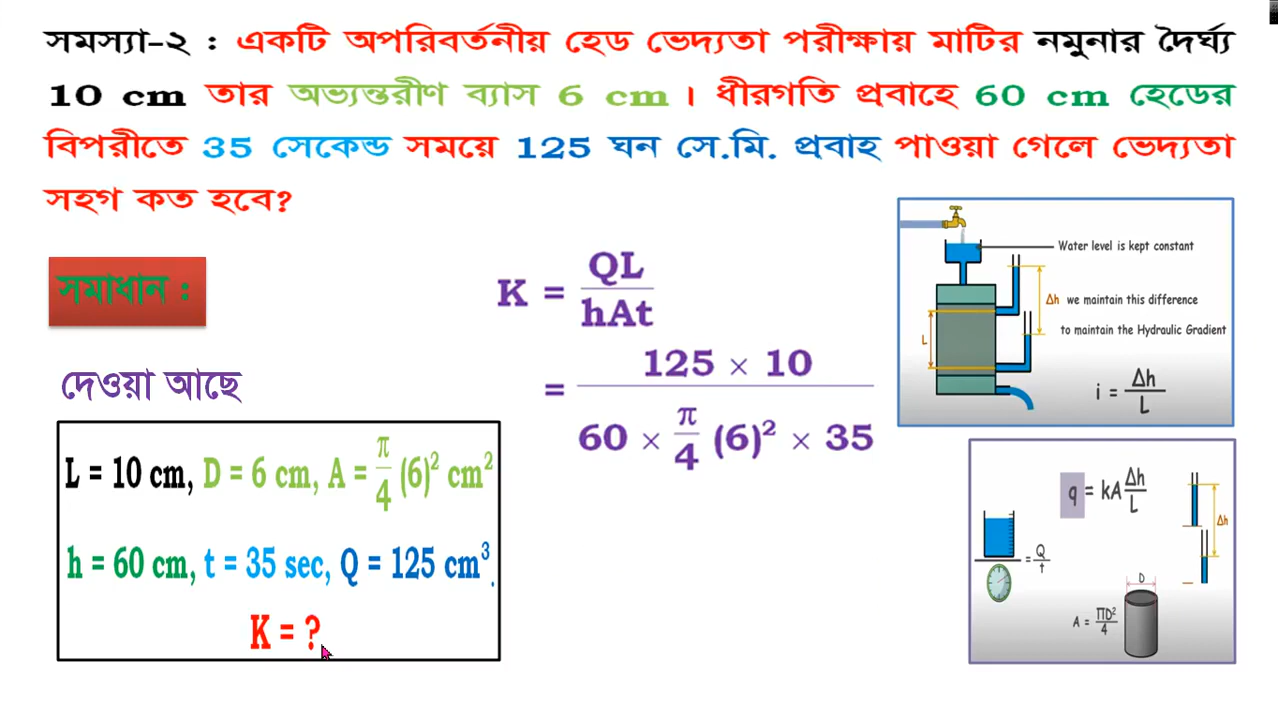 সমস্যা-২ : একটি অপরিবর্তনীয় হেড ভেদ্যতা পরীক্ষায় মাটির নমুনার দৈর্ঘ্য
10 cm তার অভ্যন্তরীণ ব্যাস 6 cm । ধীরগতি প্রবাহে 60 cm হেডের
বিপরীতে 35 সেকেন্ড সময়ে 125 ঘন সে.মি. প্রবাহ পাওয়া গেলে ভেদ্যতা
সহগ কত হবে?
সমাধান :
দেওয়া আছে
L = 10 cm, D = 6 cm, A = π/4 (6)² cm²
h = 60 cm, t = 35 sec, Q = 125 cm³.
K = ?
K = QL/hAt
= 125 × 10 / 60 × π/4 (6)² × 35
Water level is kept constant
Δh we maintain this difference
to maintain the Hydraulic Gradient
L
i = Δh/L
q = kA Δh/L
Δh
= Q/t
D
A = ΠD²/4